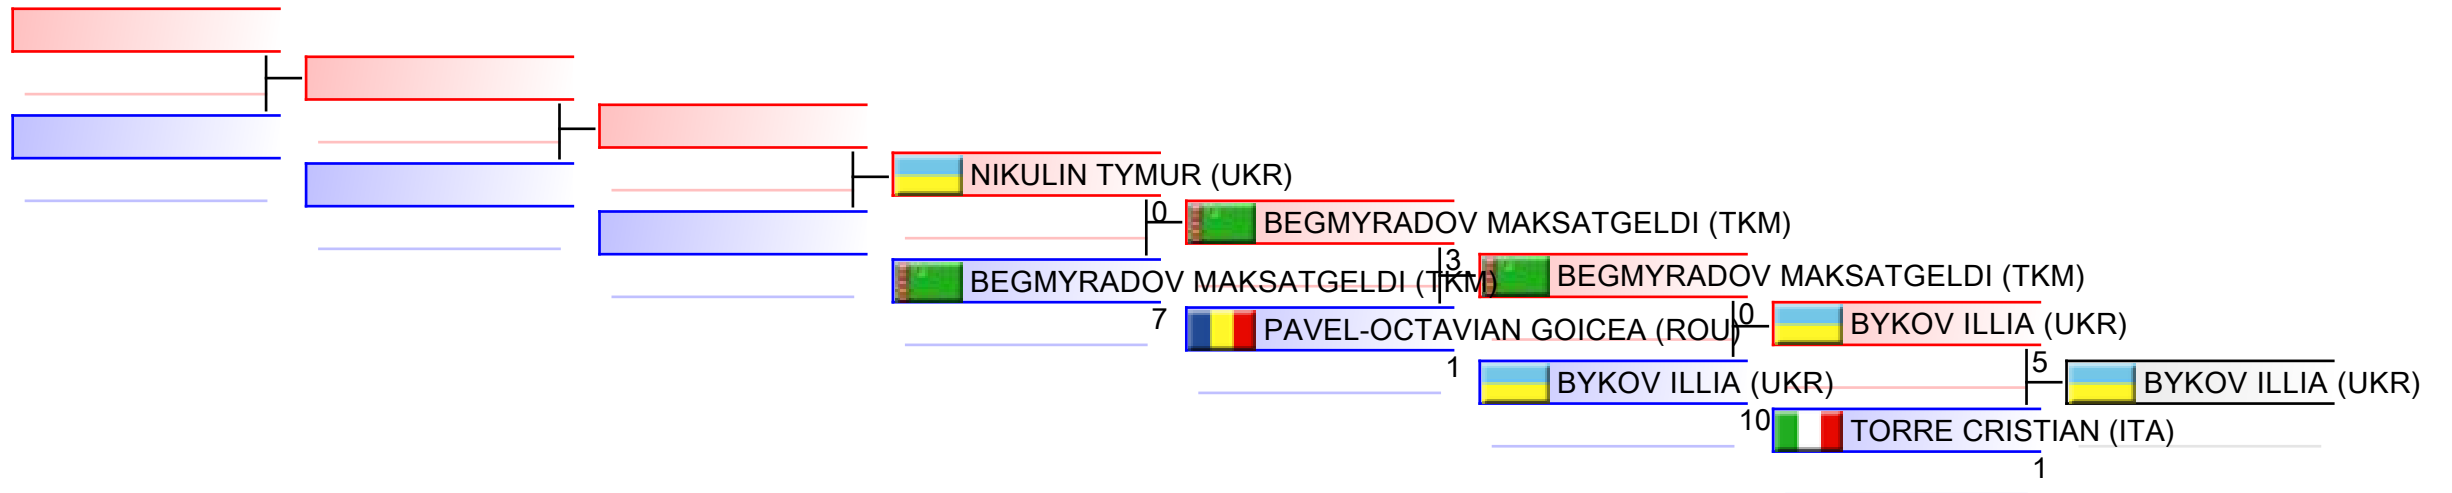 NIKULIN TYMUR (UKR)
0
BEGMYRADOV MAKSATGELDI (TKM)
7
BEGMYRADOV MAKSATGELDI (TKM)
3
PAVEL-OCTAVIAN GOICEA (ROU)
1
BEGMYRADOV MAKSATGELDI (TKM)
0
BYKOV ILLIA (UKR)
10
BYKOV ILLIA (UKR)
5
TORRE CRISTIAN (ITA)
1
BYKOV ILLIA (UKR)